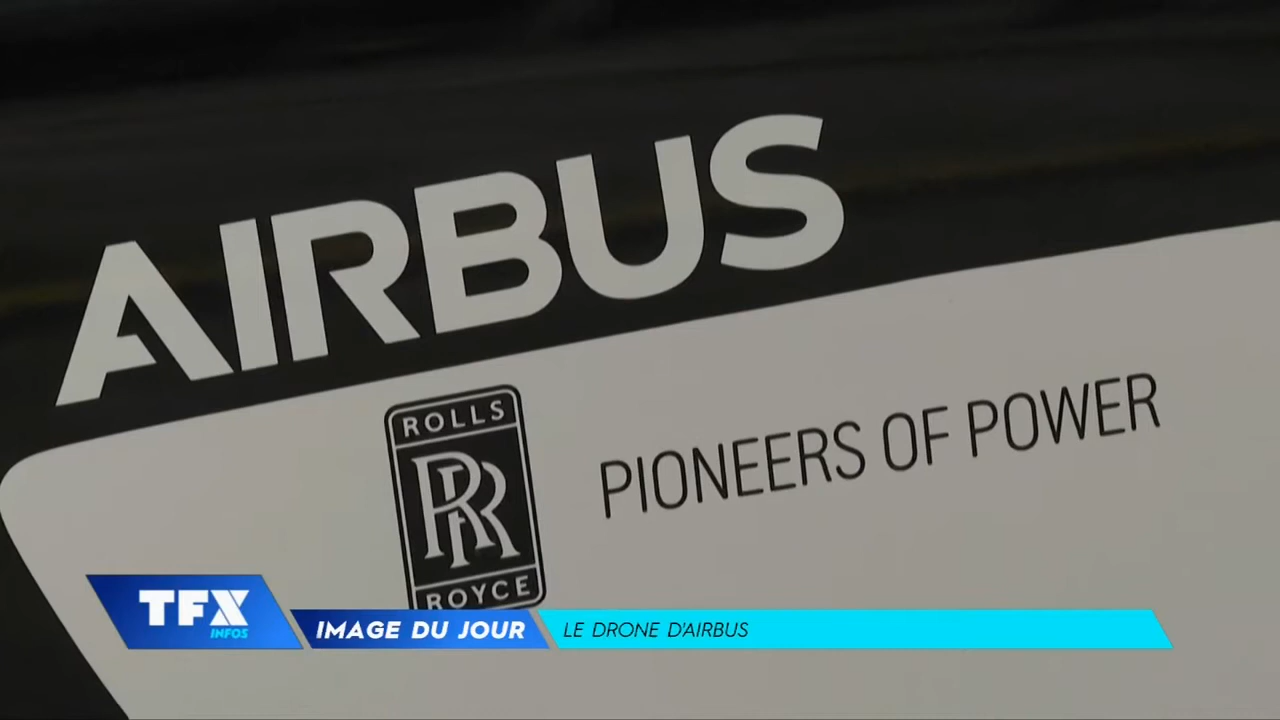 AIRBUS
ROLLS
RR
ROYCE
PIONEERS OF POWER
TFX
INFOS
IMAGE DU JOUR
LE DRONE D'AIRBUS